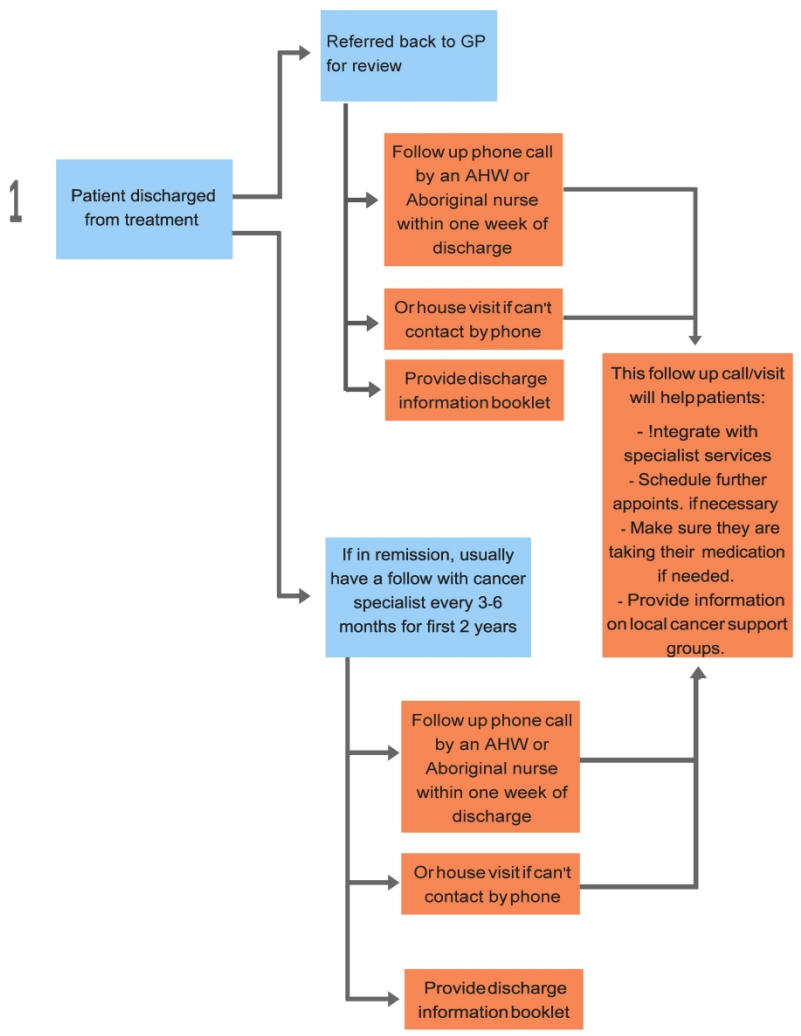 1
Patient discharged
from treatment
Referred back to GP
for review
Follow up phone call
by an AHW or
Aboriginal nurse
within one week of
discharge
Or house visit if can't
contact by phone
Provide discharge
information booklet
This follow up call/visit
will help patients:
- !ntegrate with
specialist services
- Schedule further
appoints. if necessary
- Make sure they are
taking their medication
if needed.
- Provide information
on local cancer support
groups.
If in remission, usually
have a follow with cancer
specialist every 3-6
months for first 2 years
Follow up phone call
by an AHW or
Aboriginal nurse
within one week of
discharge
Or house visit if can't
contact by phone
Provide discharge
information booklet